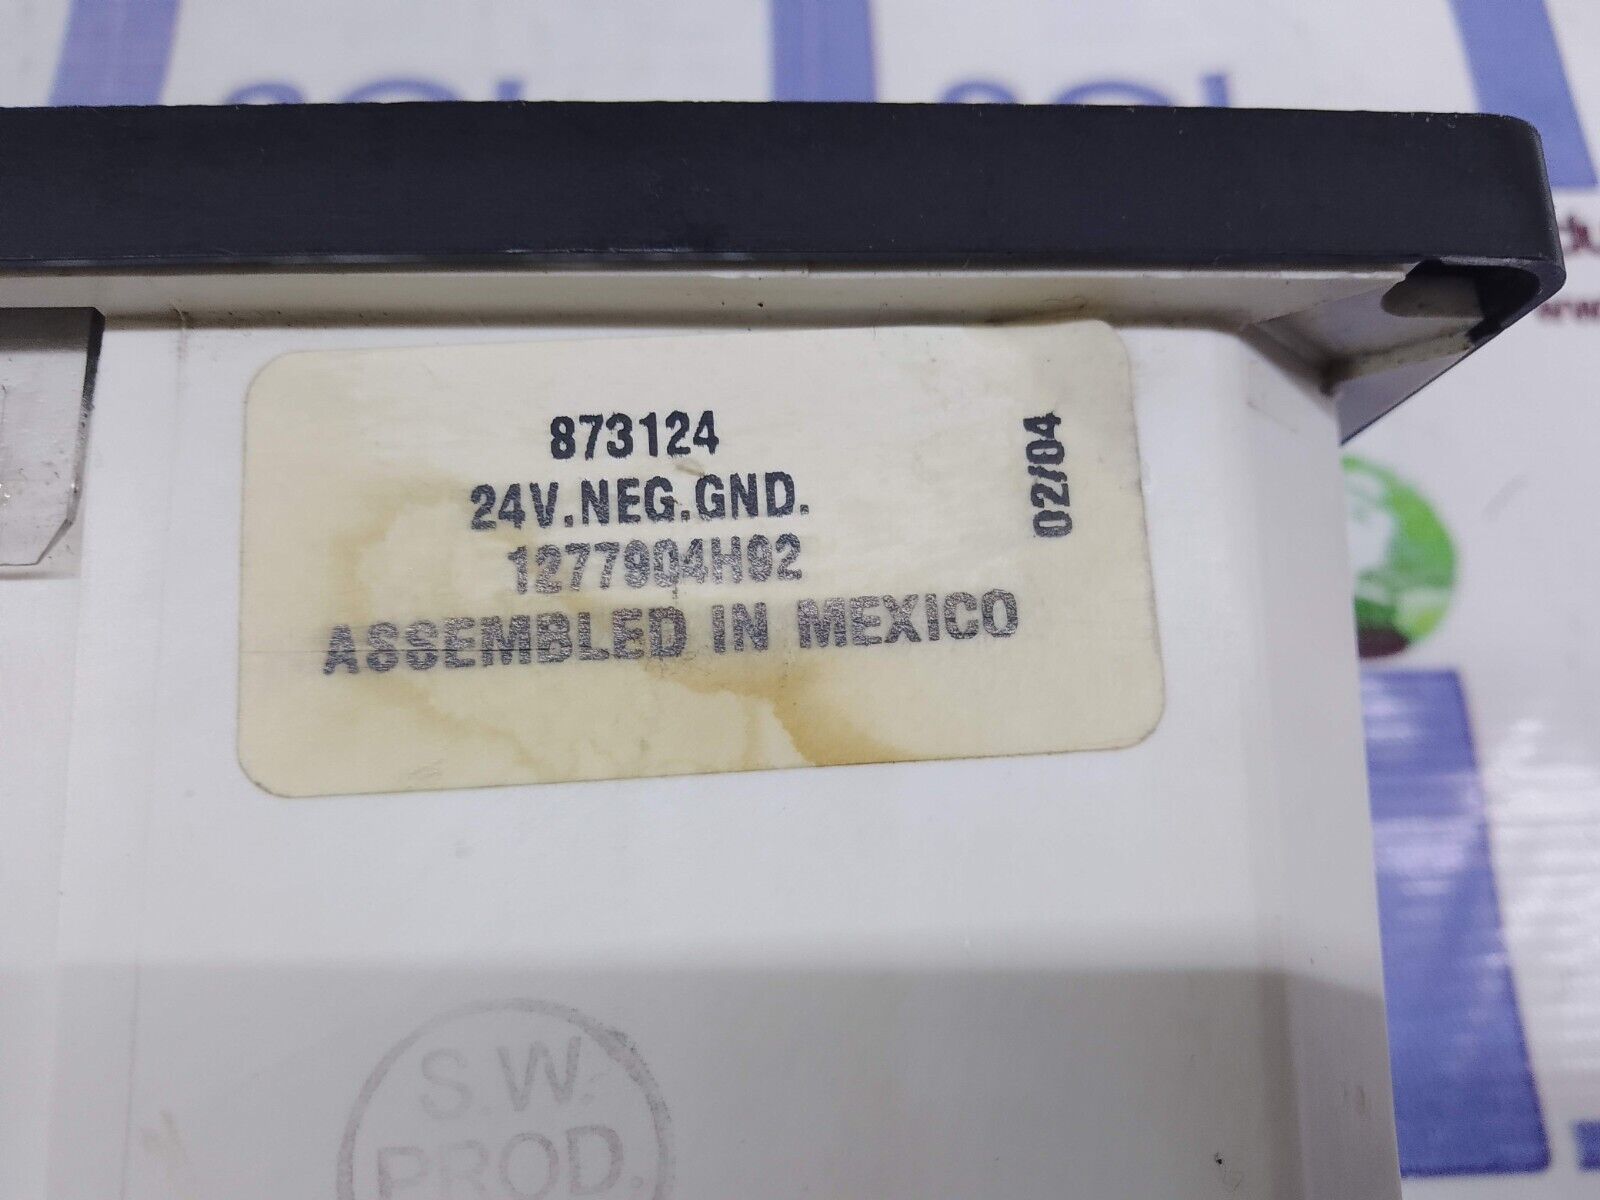 873124
24V.NEG.GND.
1277904H02
ASSEMBLED IN MEXICO
02/04
S.W.
PROD.